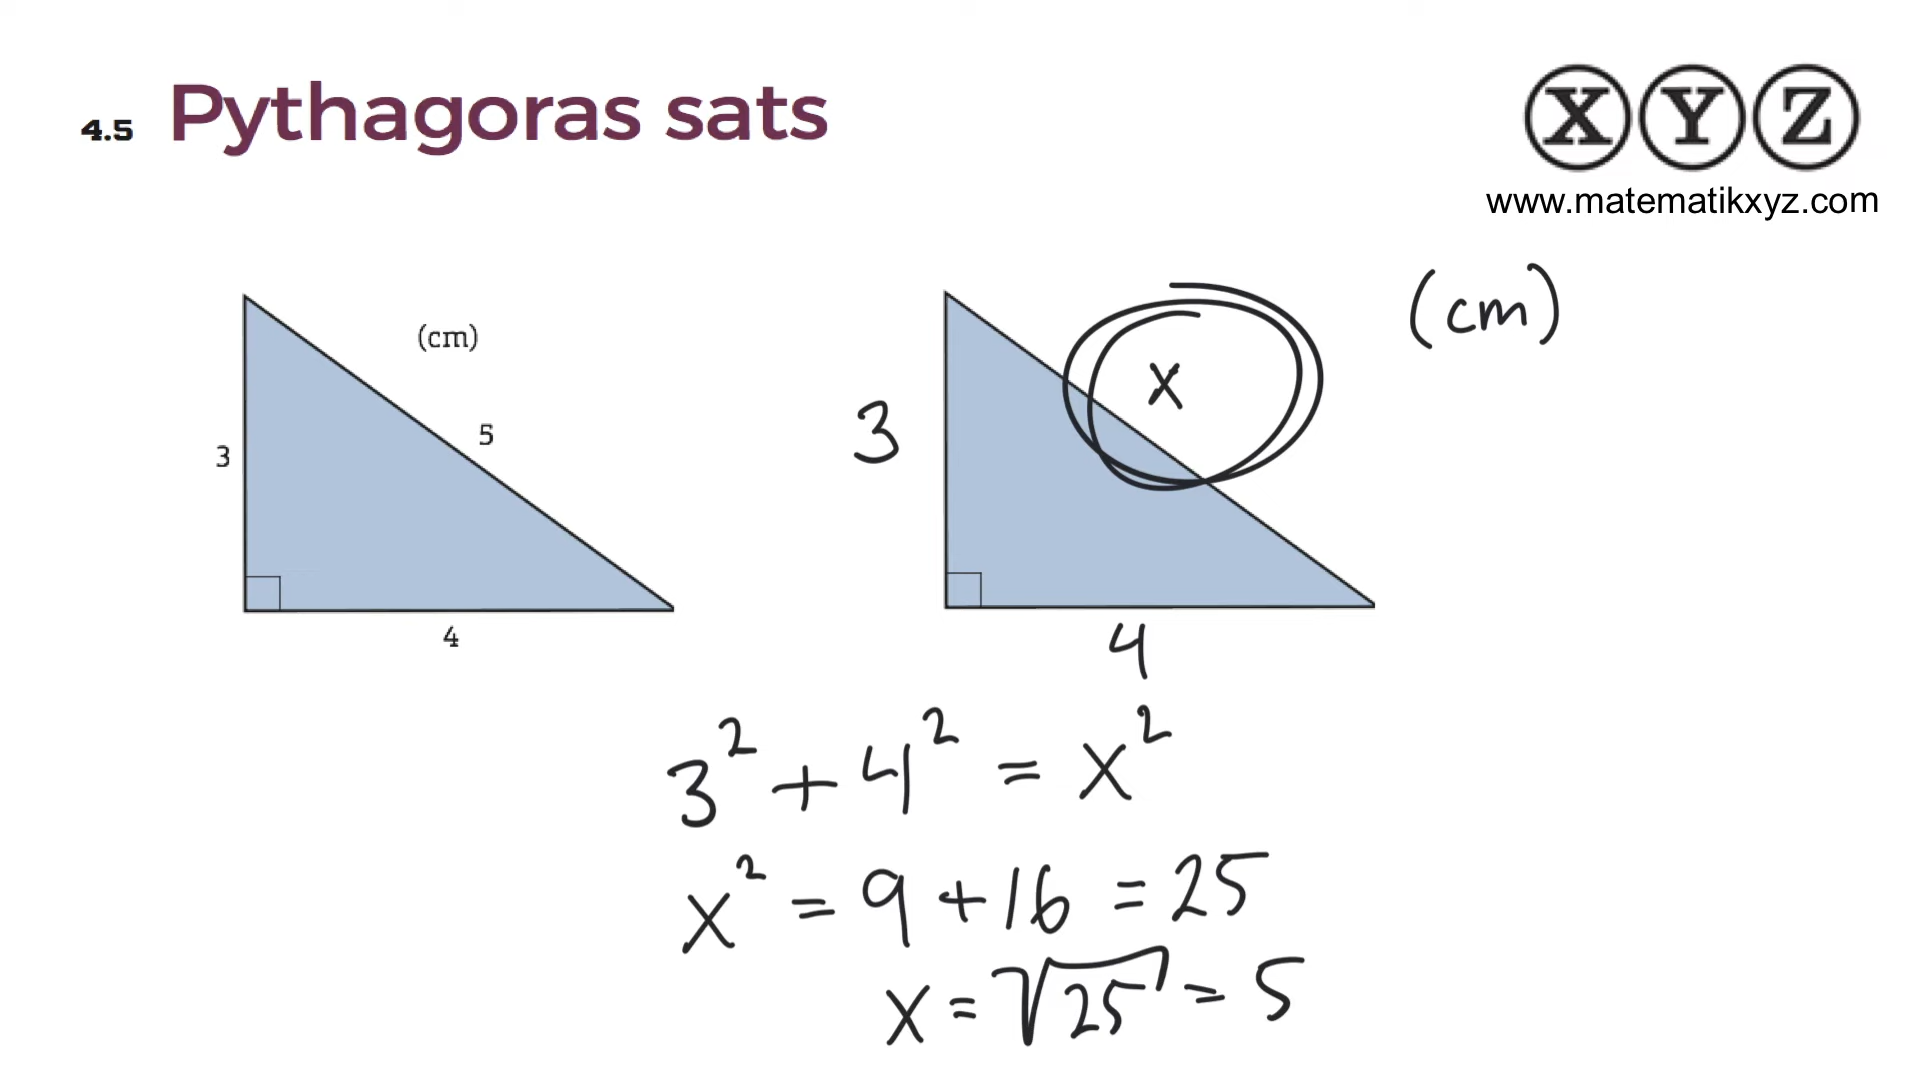 4.5 Pythagoras sats
XYZ
www.matematikxyz.com
(cm)
3
5
4
(cm)
x
3
4
3² + 4² = x²
x² = 9 + 16 = 25
x = √25 = 5